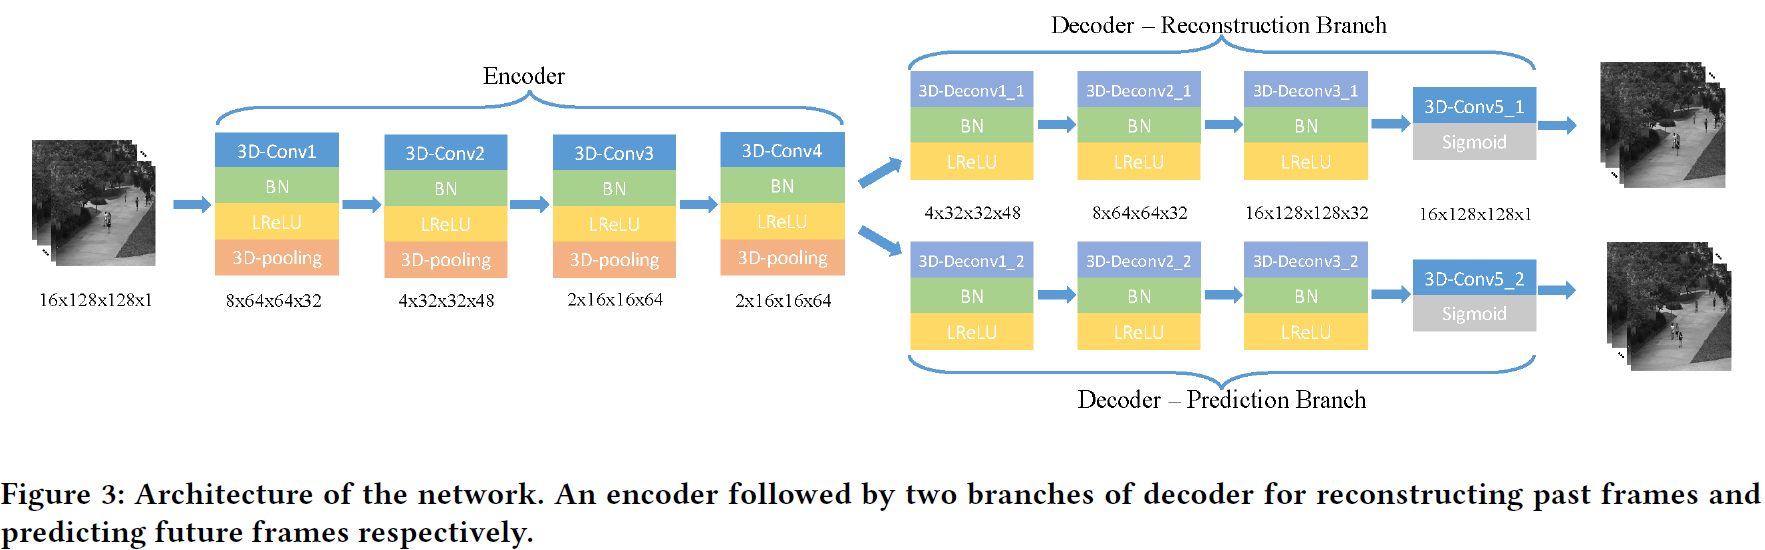 Decoder – Reconstruction Branch
Encoder
3D-Conv1
BN
LReLU
3D-pooling
3D-Conv2
BN
LReLU
3D-pooling
3D-Conv3
BN
LReLU
3D-pooling
3D-Conv4
BN
LReLU
3D-pooling
16x128x128x1
8x64x64x32
4x32x32x48
2x16x16x64
2x16x16x64
3D-Deconv1_1
BN
LReLU
3D-Deconv2_1
BN
LReLU
3D-Deconv3_1
BN
LReLU
3D-Conv5_1
Sigmoid
4x32x32x48
8x64x64x32
16x128x128x32
16x128x128x1
3D-Deconv1_2
BN
LReLU
3D-Deconv2_2
BN
LReLU
3D-Deconv3_2
BN
LReLU
3D-Conv5_2
Sigmoid
Decoder – Prediction Branch
Figure 3: Architecture of the network. An encoder followed by two branches of decoder for reconstructing past frames and
predicting future frames respectively.